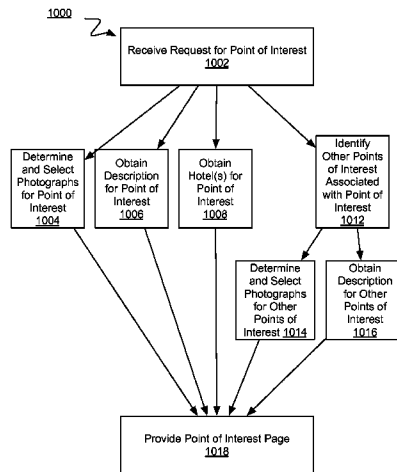 1000
Receive Request for Point of Interest
1002
Determine
and Select
Photographs
for Point of
Interest 1004
Obtain
Description
for Point of
Interest
1006
Obtain
Hotel(s) for
Point of
Interest
1008
Identify
Other Points
of Interest
Associated
with Point of
Interest
1012
Determine
and Select
Photographs
for Other
Points of
Interest 1014
Obtain
Description
for Other
Points of
Interest
1016
Provide Point of Interest Page
1018